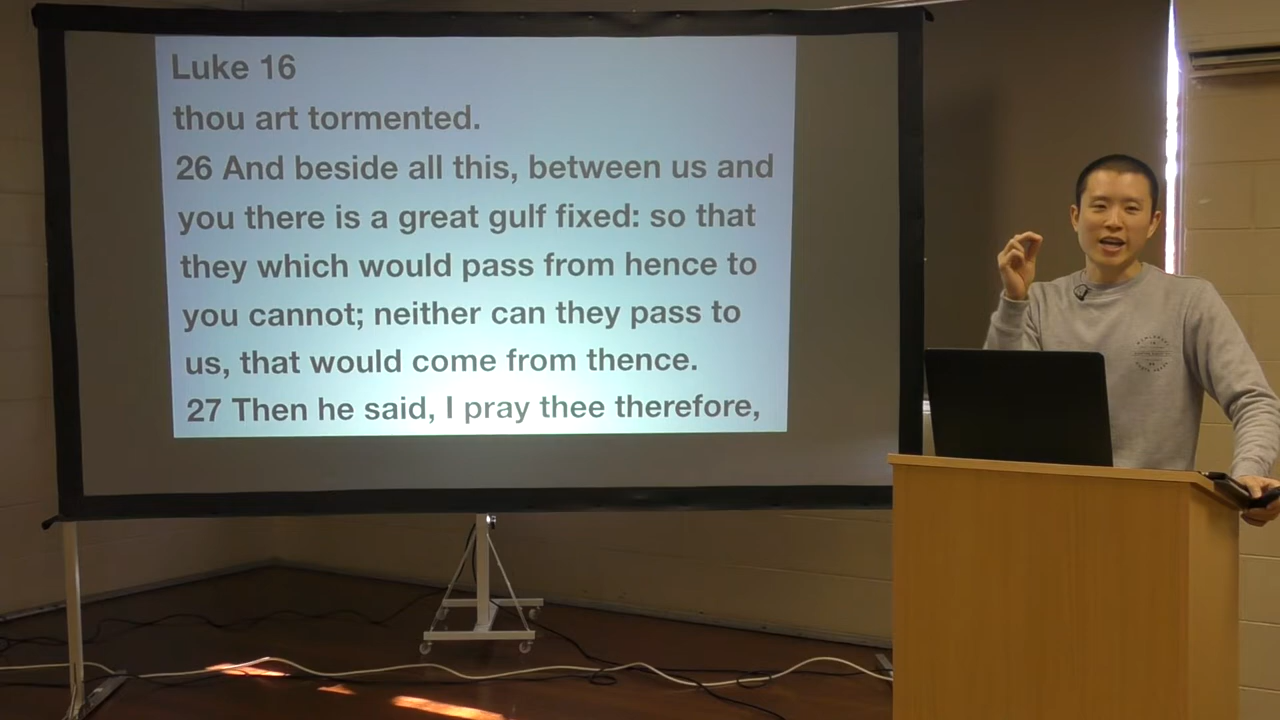 Luke 16
thou art tormented.
26 And beside all this, between us and
you there is a great gulf fixed: so that
they which would pass from hence to
you cannot; neither can they pass to
us, that would come from thence.
27 Then he said, I pray thee therefore,